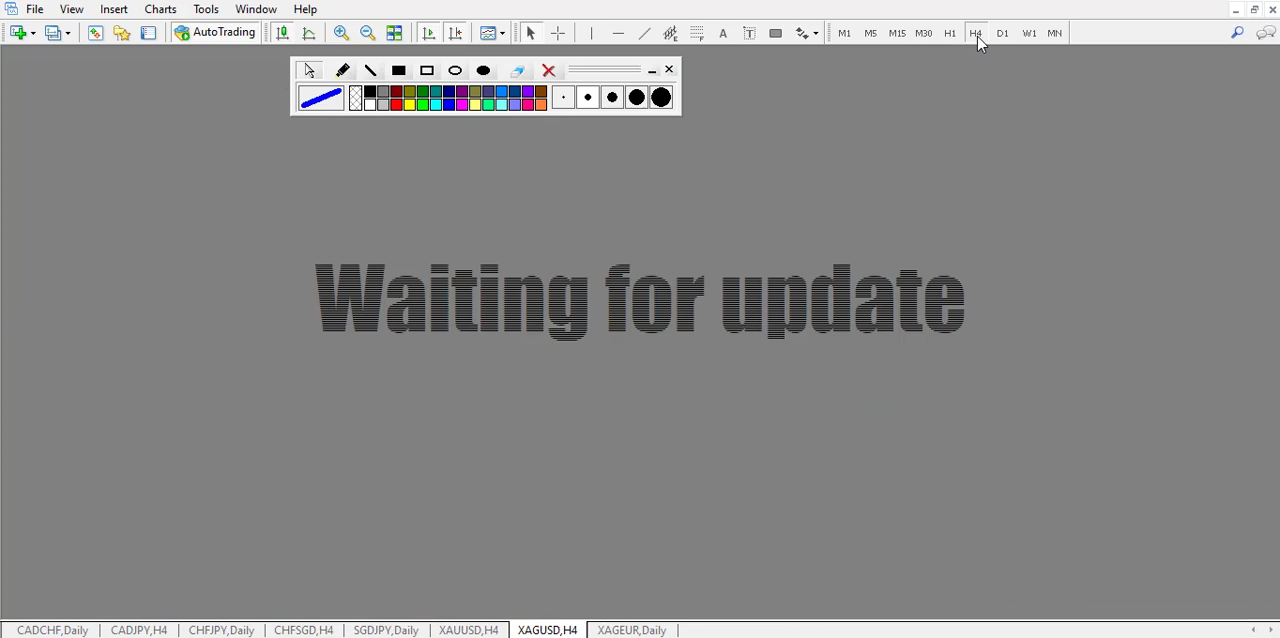 File View Insert Charts Tools Window Help
AutoTrading A T M1 M5 M15 M30 H1 H4 D1 W1 MN
Waiting for update
CADCHF,Daily CADJPY,H4 CHFJPY,Daily CHFSGD,H4 SGDJPY,Daily XAUUSD,H4 XAGUSD,H4 XAGEUR,Daily